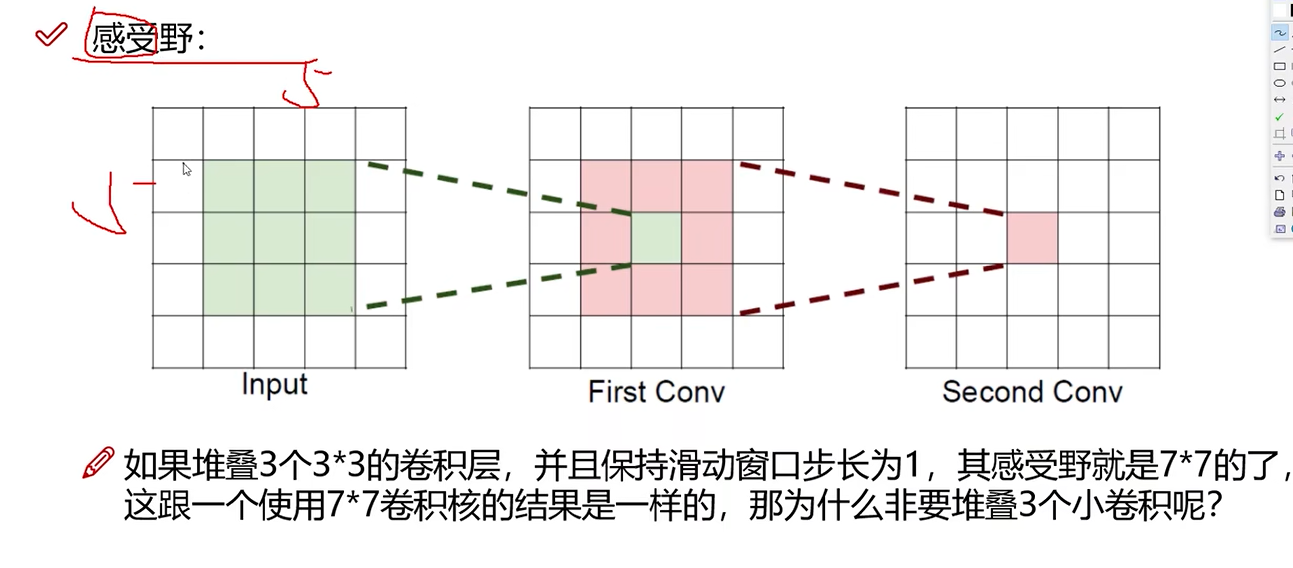 感受野：
5
5
Input
First Conv
Second Conv
如果堆叠3个3*3的卷积层，并且保持滑动窗口步长为1，其感受野就是7*7的了，
这跟一个使用7*7卷积核的结果是一样的，那为什么非要堆叠3个小卷积呢？